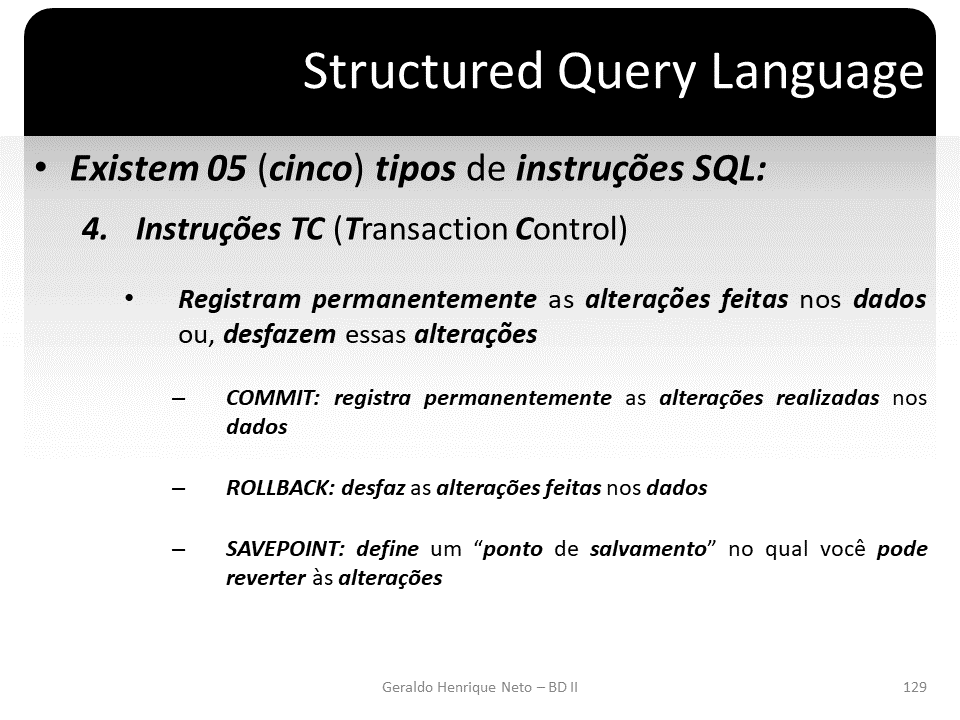 Structured Query Language
• Existem 05 (cinco) tipos de instruções SQL:
4. Instruções TC (Transaction Control)
• Registram permanentemente as alterações feitas nos dados
ou, desfazem essas alterações
– COMMIT: registra permanentemente as alterações realizadas nos
dados
– ROLLBACK: desfaz as alterações feitas nos dados
– SAVEPOINT: define um “ponto de salvamento” no qual você pode
reverter às alterações
Geraldo Henrique Neto – BD II
129